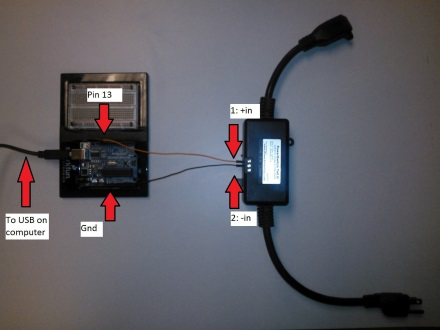 Pin 13
1: +in
To USB on
computer
Gnd
2: -in